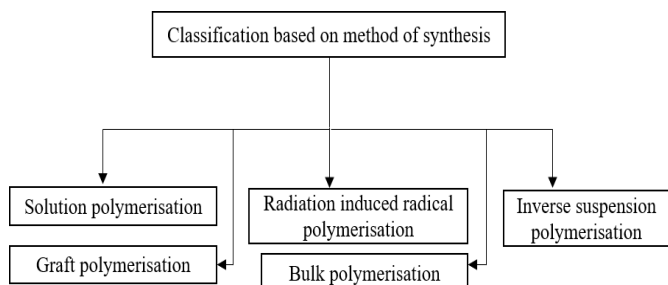 Classification based on method of synthesis
Solution polymerisation
Radiation induced radical
polymerisation
Inverse suspension
polymerisation
Graft polymerisation
Bulk polymerisation